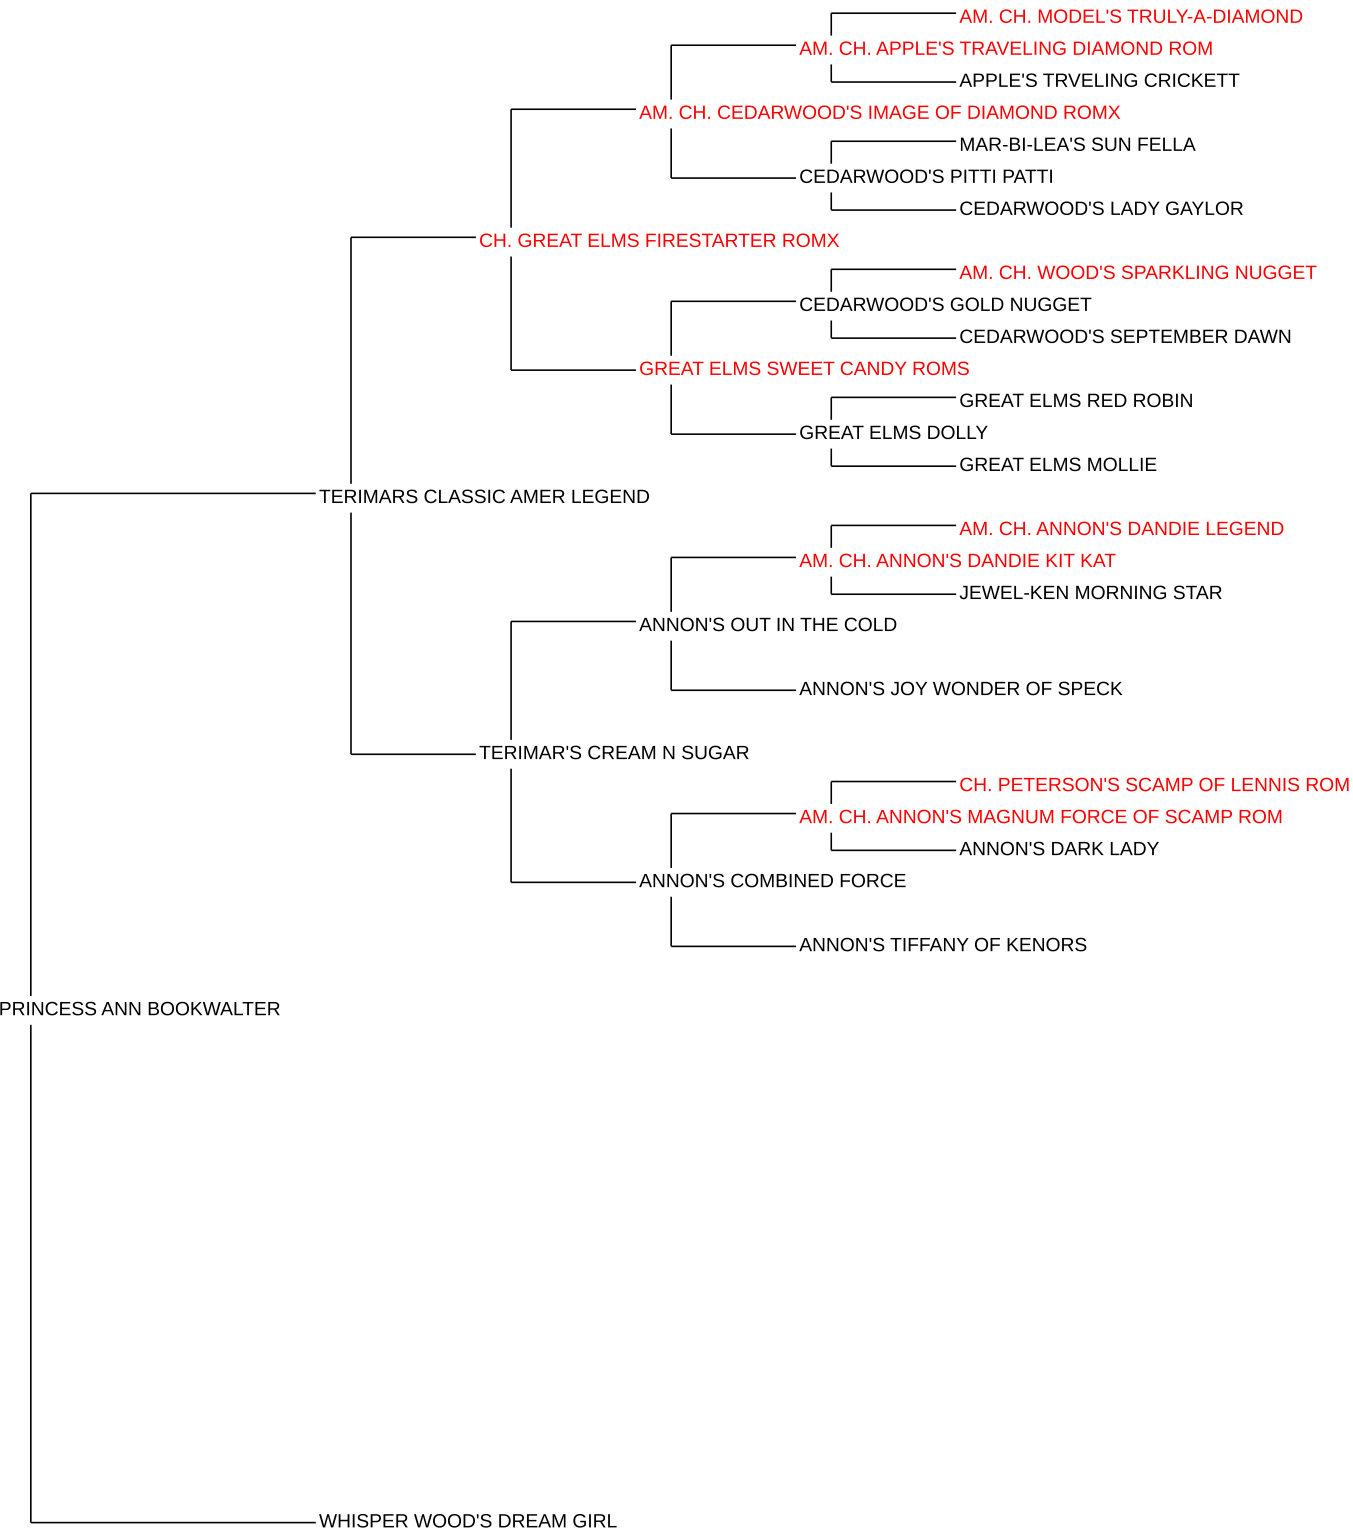 AM. CH. MODEL'S TRULY-A-DIAMOND
AM. CH. APPLE'S TRAVELING DIAMOND ROM
APPLE'S TRVELING CRICKETT
AM. CH. CEDARWOOD'S IMAGE OF DIAMOND ROMX
MAR-BI-LEA'S SUN FELLA
CEDARWOOD'S PITTI PATTI
CEDARWOOD'S LADY GAYLOR
CH. GREAT ELMS FIRESTARTER ROMX
AM. CH. WOOD'S SPARKLING NUGGET
CEDARWOOD'S GOLD NUGGET
CEDARWOOD'S SEPTEMBER DAWN
GREAT ELMS SWEET CANDY ROMS
GREAT ELMS RED ROBIN
GREAT ELMS DOLLY
GREAT ELMS MOLLIE
TERIMARS CLASSIC AMER LEGEND
AM. CH. ANNON'S DANDIE LEGEND
AM. CH. ANNON'S DANDIE KIT KAT
JEWEL-KEN MORNING STAR
ANNON'S OUT IN THE COLD
ANNON'S JOY WONDER OF SPECK
TERIMAR'S CREAM N SUGAR
CH. PETERSON'S SCAMP OF LENNIS ROM
AM. CH. ANNON'S MAGNUM FORCE OF SCAMP ROM
ANNON'S DARK LADY
ANNON'S COMBINED FORCE
ANNON'S TIFFANY OF KENORS
PRINCESS ANN BOOKWALTER
WHISPER WOOD'S DREAM GIRL